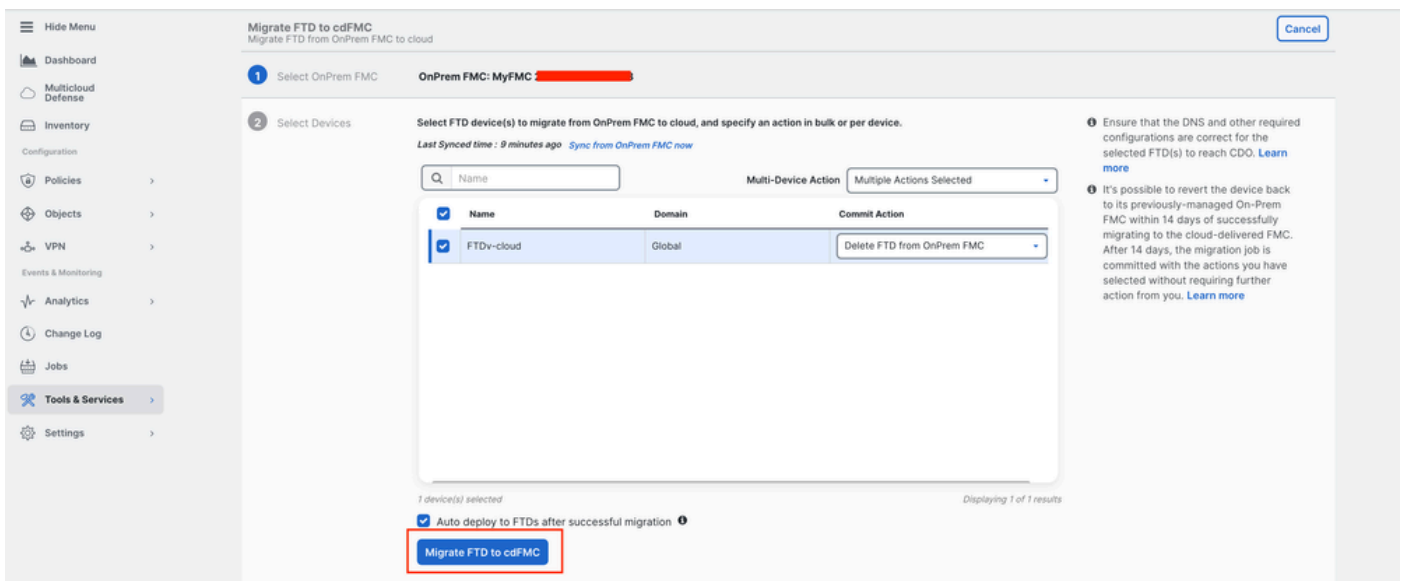 Hide Menu
Dashboard
Multicloud
Defense
Inventory
Configuration
Policies
Objects
VPN
Events & Monitoring
Analytics
Change Log
Jobs
Tools & Services
Settings
Migrate FTD to cdFMC
Migrate FTD from OnPrem FMC to cloud
Cancel
1 Select OnPrem FMC
OnPrem FMC: MyFMC
2 Select Devices
Select FTD device(s) to migrate from OnPrem FMC to cloud, and specify an action in bulk or per device.
Last Synced time : 9 minutes ago Sync from OnPrem FMC now
Name
Multi-Device Action Multiple Actions Selected
Name Domain Commit Action
FTDv-cloud Global Delete FTD from OnPrem FMC
1 device(s) selected Displaying 1 of 1 results
Auto deploy to FTDs after successful migration
Migrate FTD to cdFMC
Ensure that the DNS and other required
configurations are correct for the
selected FTD(s) to reach CDO. Learn
more
It's possible to revert the device back
to its previously-managed On-Prem
FMC within 14 days of successfully
migrating to the cloud-delivered FMC.
After 14 days, the migration job is
committed with the actions you have
selected without requiring further
action from you. Learn more